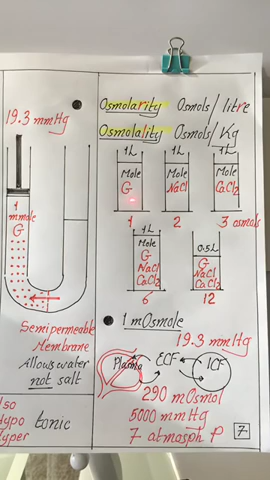 19.3 mmHg
1
mmole
G
Semipermeable
Membrane
Allows water
not salt
Iso
Hypo
Hyper
tonic
Osmolarity Osmols/litre
Osmolality Osmols/Kg
1L 1L 1L
Mole Mole Mole
G NaCl CaCl2
1 2 3 osmols
1L
Mole
G
NaCl
CaCl2
6
0.5L
G
NaCl
CaCl2
12
1 mOsmole
19.3 mmHg
Plasma ECF ICF
290 mOsmol
5000 mmHg
7 atmosph P
7